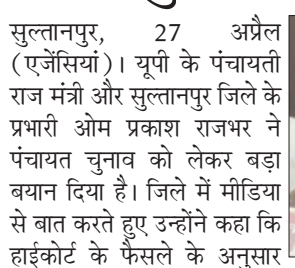 सुल्तानपुर, 27 अप्रैल
(एजेंसियां)। यूपी के पंचायती
राज मंत्री और सुल्तानपुर जिले के
प्रभारी ओम प्रकाश राजभर ने
पंचायत चुनाव को लेकर बड़ा
बयान दिया है। जिले में मीडिया
से बात करते हुए उन्होंने कहा कि
हाईकोर्ट के फैसले के अनुसार